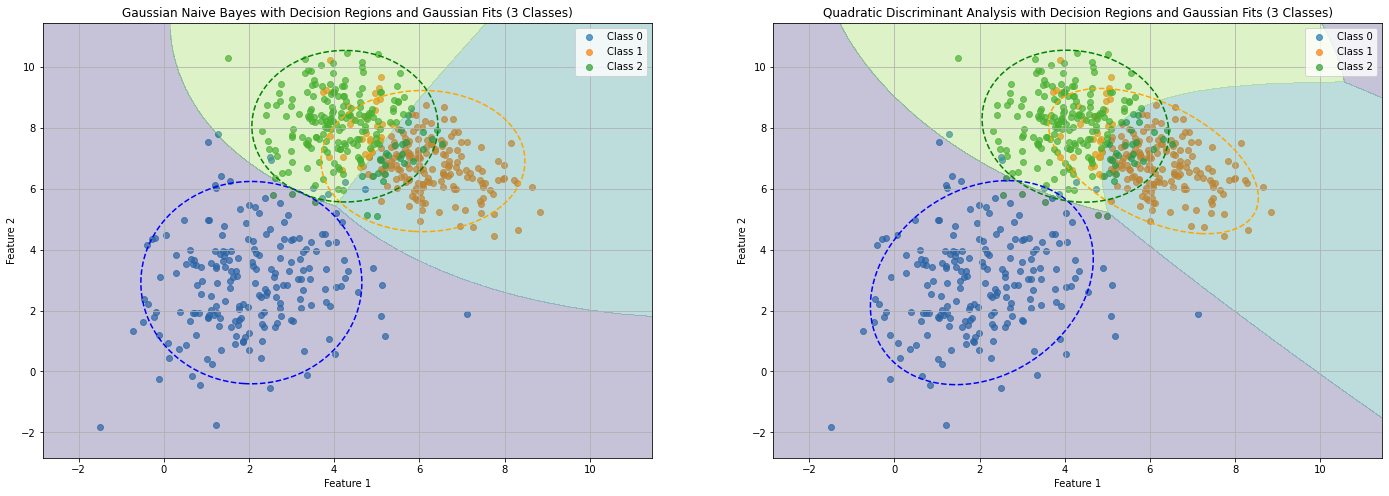 Gaussian Naive Bayes with Decision Regions and Gaussian Fits (3 Classes)
Class 0
Class 1
Class 2
10
8
6
4
2
0
−2
Feature 2
−2
0
2
4
6
8
10
Feature 1
Quadratic Discriminant Analysis with Decision Regions and Gaussian Fits (3 Classes)
Class 0
Class 1
Class 2
10
8
6
4
2
0
−2
Feature 2
−2
0
2
4
6
8
10
Feature 1